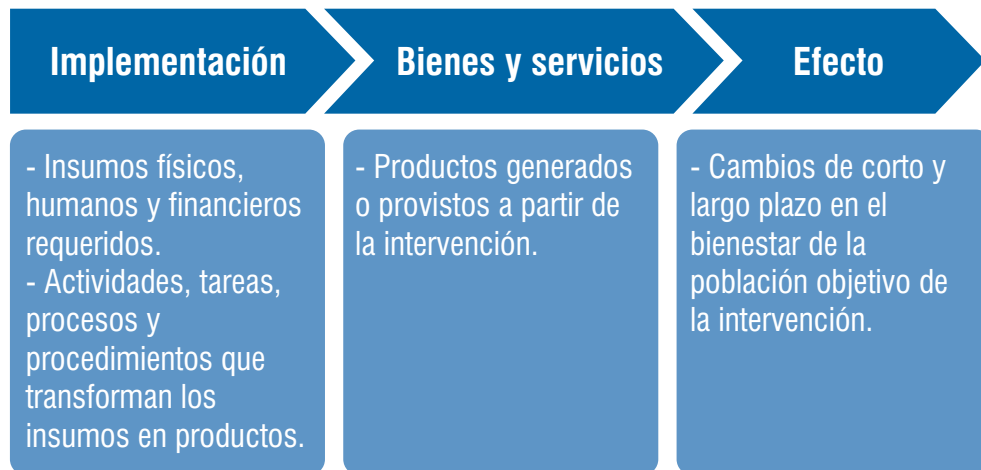 Implementación
Bienes y servicios
Efecto
- Insumos físicos,
humanos y financieros
requeridos.
- Actividades, tareas,
procesos y
procedimientos que
transforman los
insumos en productos.
- Productos generados
o provistos a partir de
la intervención.
- Cambios de corto y
largo plazo en el
bienestar de la
población objetivo de
la intervención.